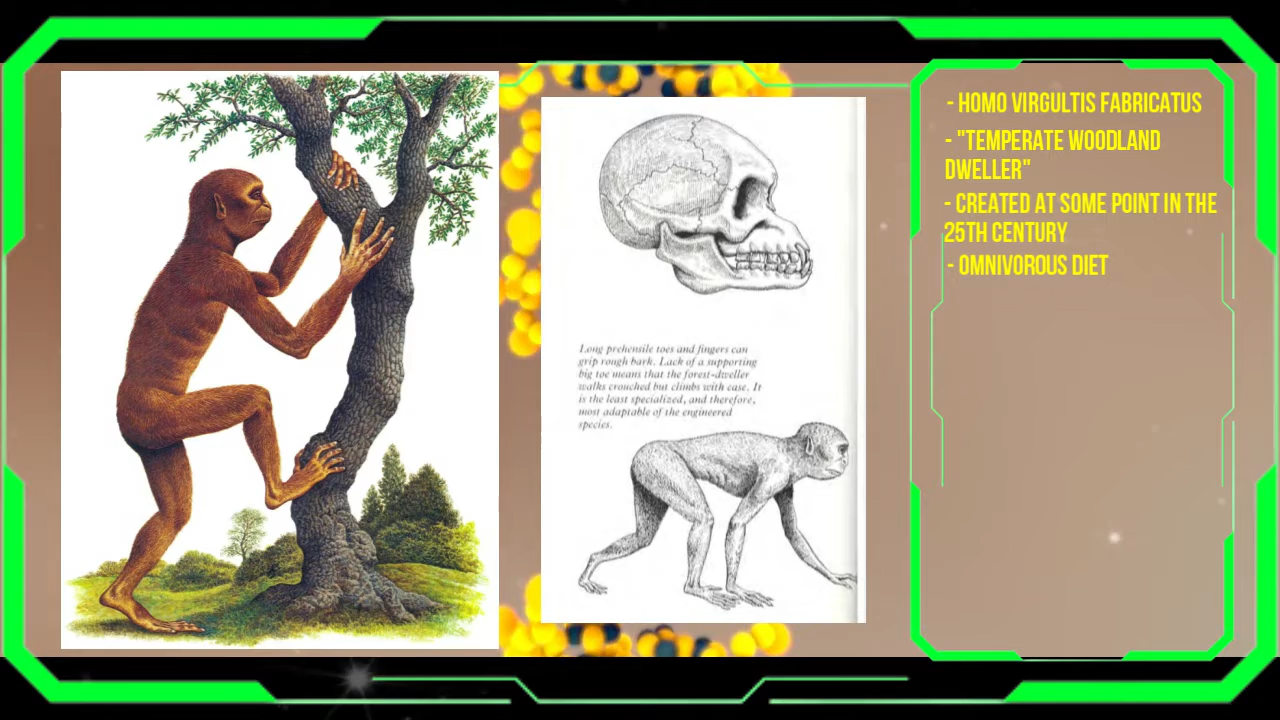 Long prehensile toes and fingers can
grip rough bark. Lack of a supporting
big toe means that the forest-dweller
walks crouched but climbs with ease. It
is the least specialized, and therefore,
most adaptable of the engineered
species.
- HOMO VIRGULTIS FABRICATUS
- "TEMPERATE WOODLAND
DWELLER"
- CREATED AT SOME POINT IN THE
25TH CENTURY
- OMNIVOROUS DIET